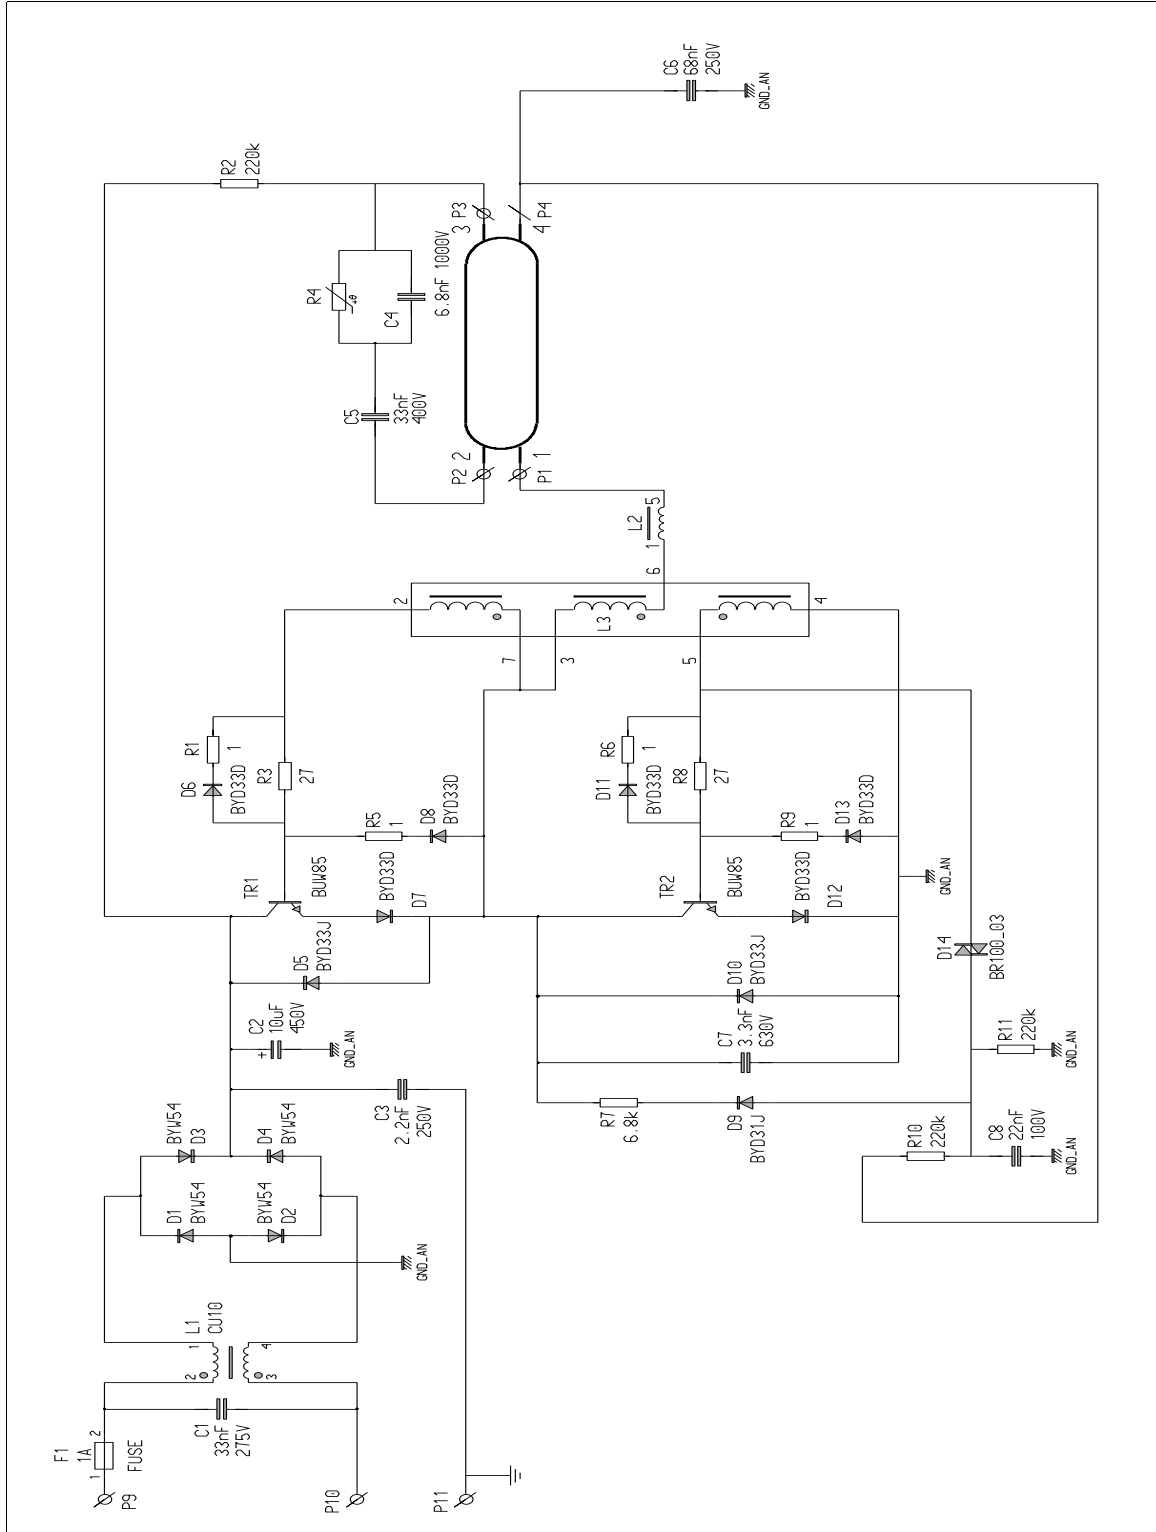 F1
1A
1
2
FUSE
P9
P10
P11
C1
33nF
275V
L1
CU10
2
1
3
4
BYW54
D3
D1
BYW54
BYW54
D2
D4
BYW54
GND_AN
C3
2.2nF
250V
+
C2
10uF
450V
GND_AN
D5
BYD33J
TR1
BUW85
D6
BYD33D
R1
1
R3
27
R5
1
D8
BYD33D
BYD33D
D7
R2
220k
R4
+θ
C4
6.8nF 1000V
C5
33nF
400V
P2 2
P1 1
3 P3
4 P4
C6
68nF
250V
GND_AN
L2
1
5
6
2
7
3
L3
5
4
R7
6.8k
D9
BYD31J
C7
3.3nF
630V
D10
BYD33J
TR2
BUW85
D11
BYD33D
R6
1
R8
27
R9
1
D13
BYD33D
BYD33D
D12
GND_AN
D14
BR100_03
R11
220k
GND_AN
R10
220k
C8
22nF
100V
GND_AN